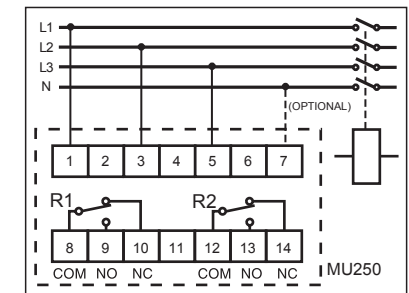 L1
L2
L3
N
(OPTIONAL)
1 2 3 4 5 6 7
R1 R2
8 9 10 11 12 13 14
COM NO NC COM NO NC MU250